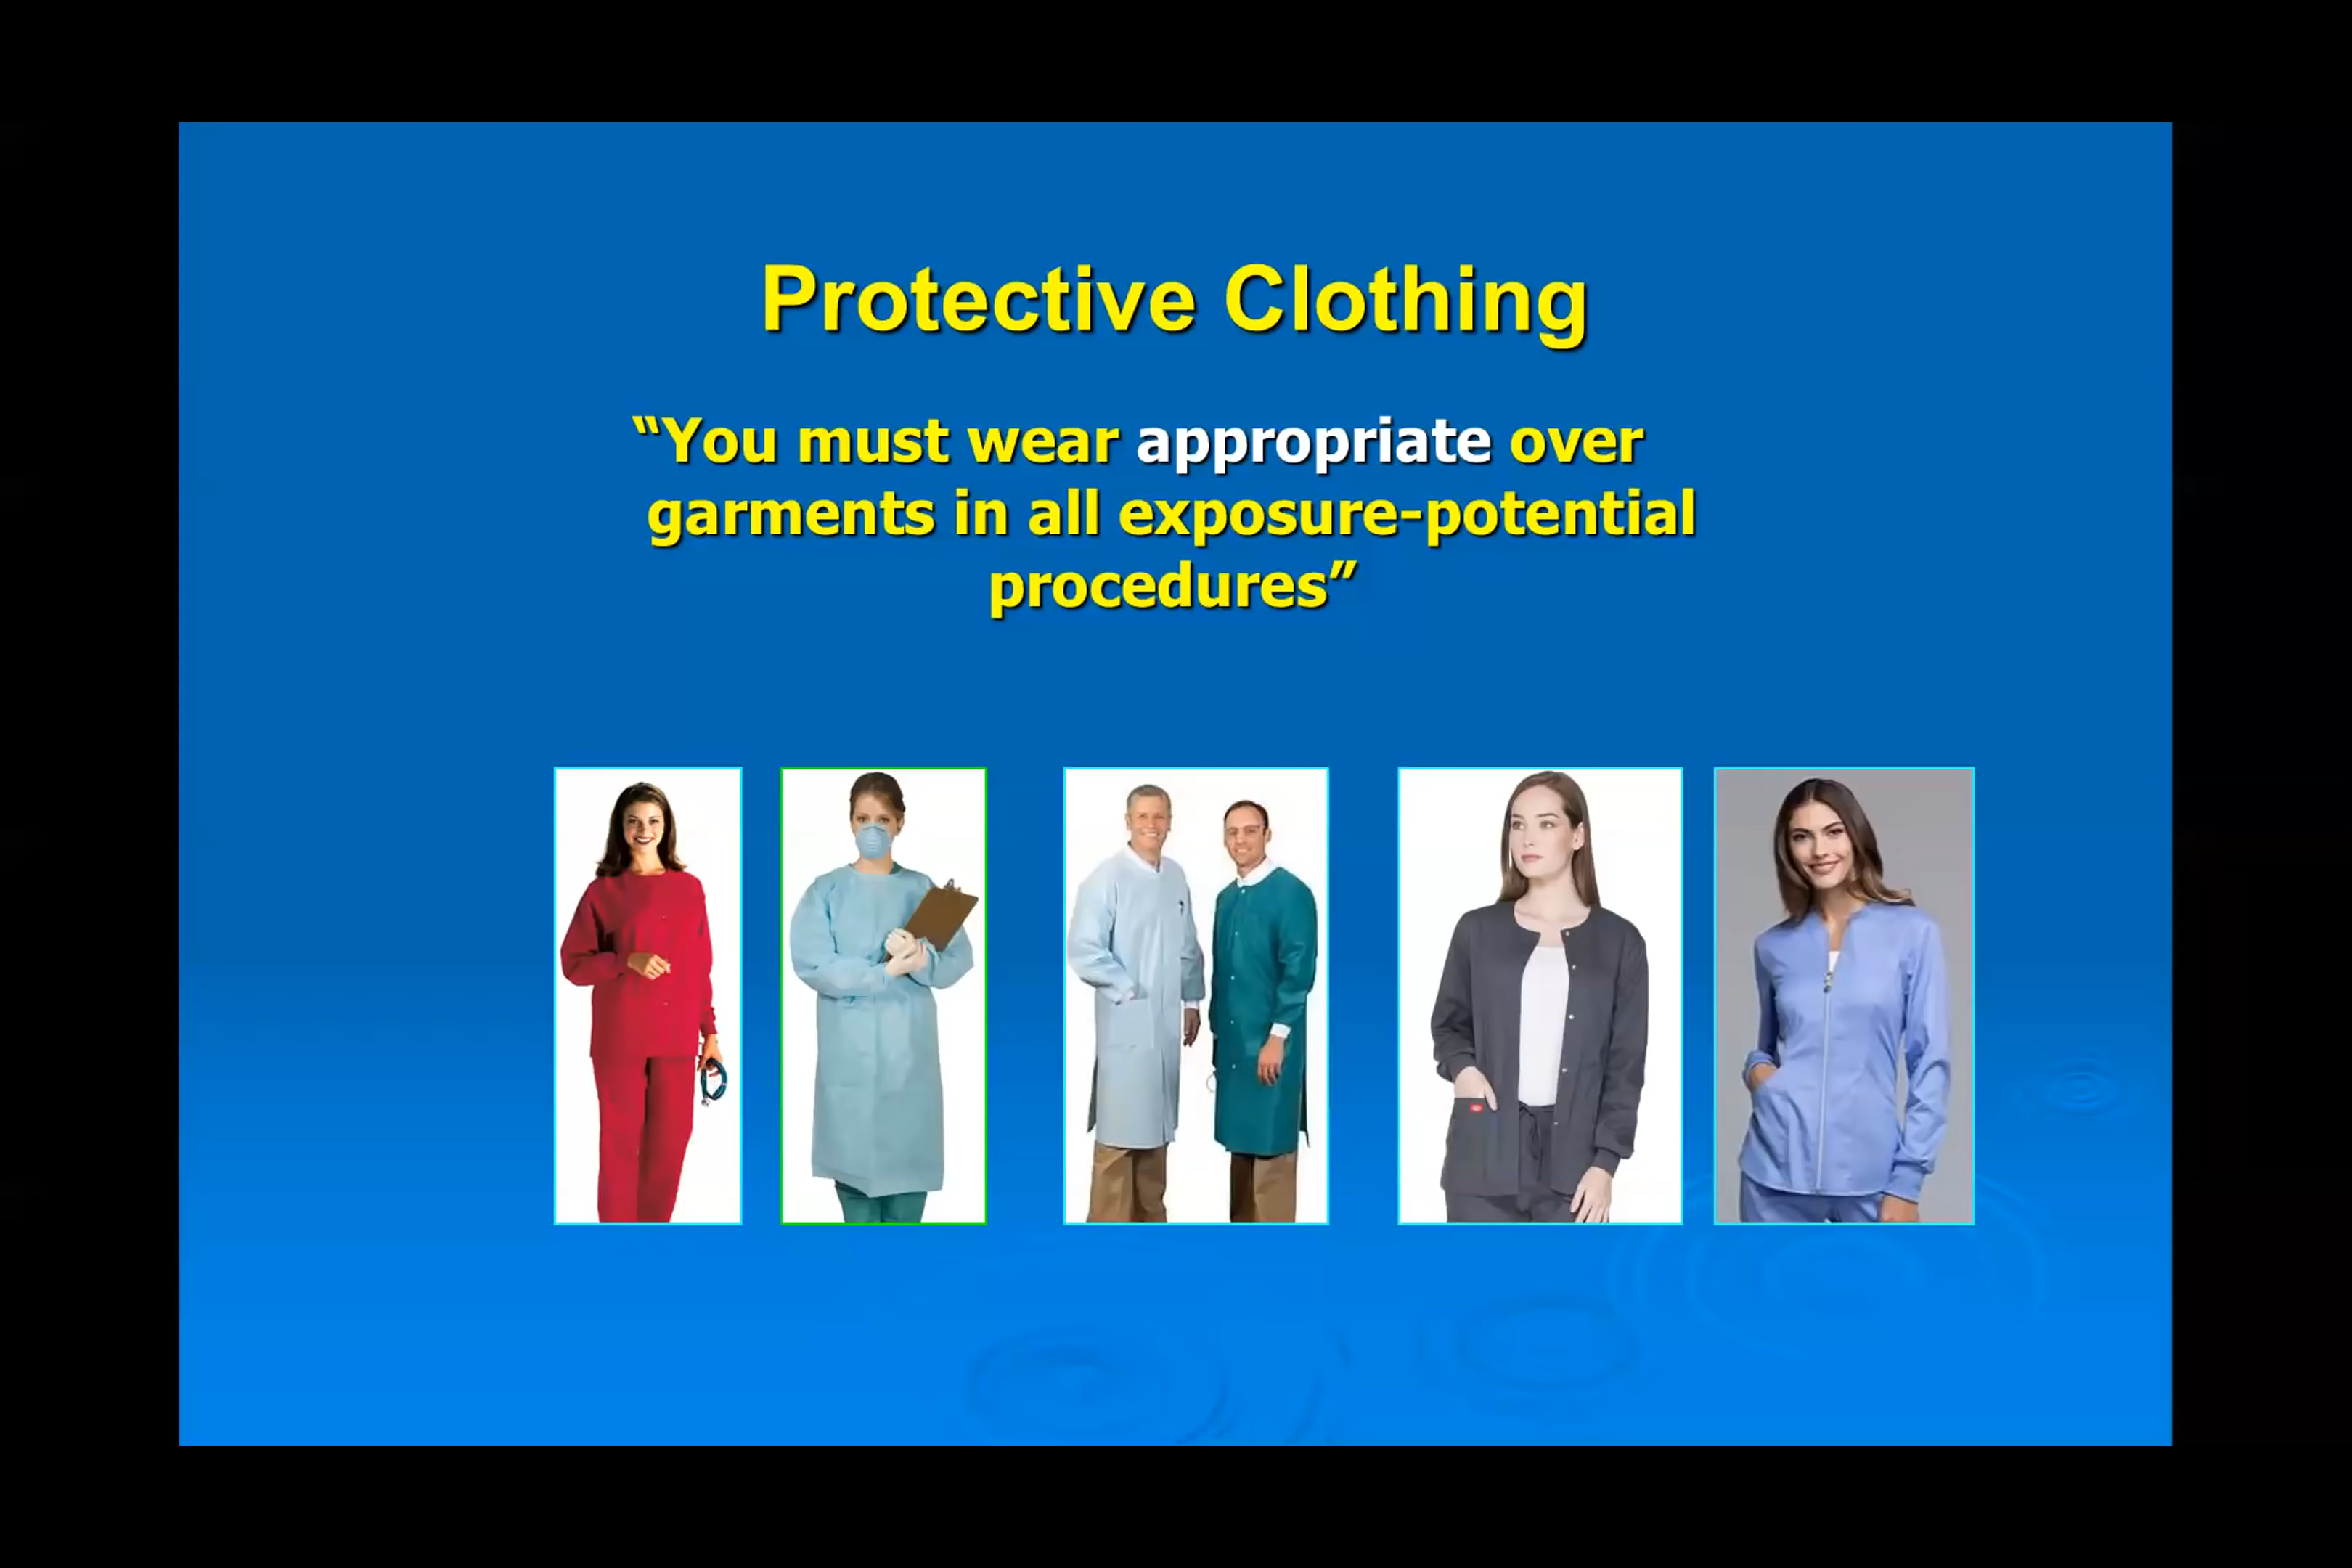 Protective Clothing
“You must wear appropriate over
garments in all exposure-potential
procedures”